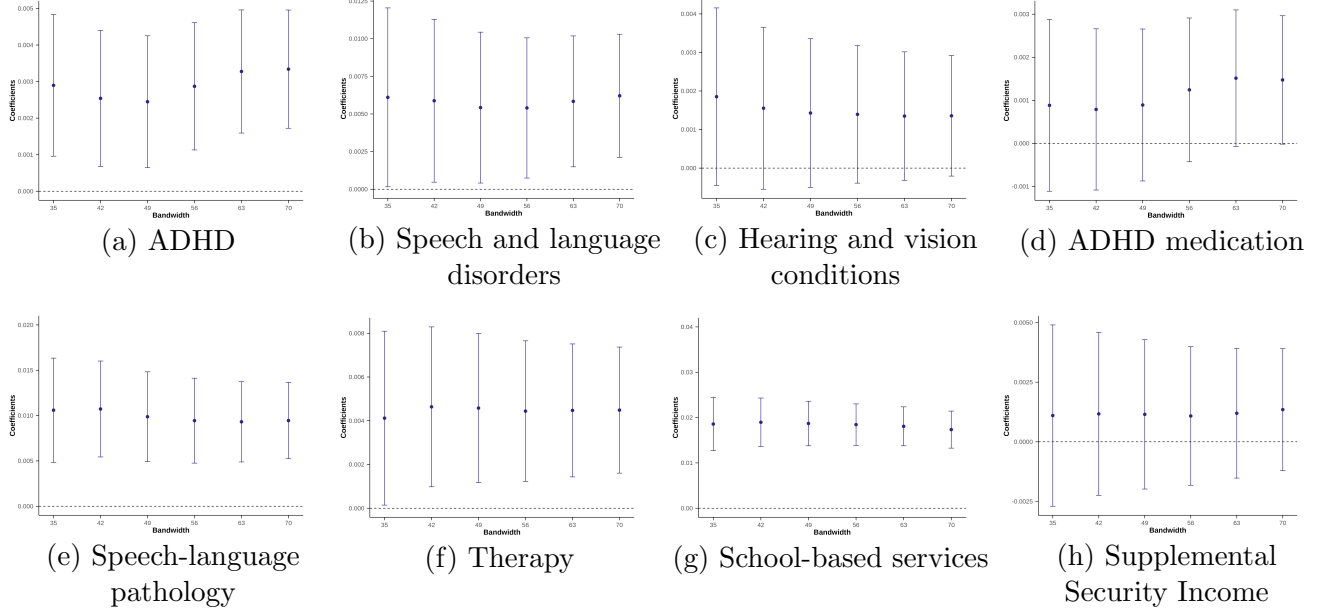 0.005
0.004
0.003
0.002
0.001
0.000
Coefficients
35 42 49 56 63 70
Bandwidth
(a) ADHD
0.0125
0.0100
0.0075
0.0050
0.0025
0.0000
Coefficients
35 42 49 56 63 70
Bandwidth
(b) Speech and language
disorders
0.004
0.003
0.002
0.001
0.000
Coefficients
35 42 49 56 63 70
Bandwidth
(c) Hearing and vision
conditions
0.003
0.002
0.001
0.000
-0.001
Coefficients
35 42 49 56 63 70
Bandwidth
(d) ADHD medication
0.020
0.015
0.010
0.005
0.000
Coefficients
35 42 49 56 63 70
Bandwidth
(e) Speech-language
pathology
0.008
0.006
0.004
0.002
0.000
Coefficients
35 42 49 56 63 70
Bandwidth
(f) Therapy
0.04
0.03
0.02
0.01
0.00
Coefficients
35 42 49 56 63 70
Bandwidth
(g) School-based services
0.0050
0.0025
0.0000
-0.0025
Coefficients
35 42 49 56 63 70
Bandwidth
(h) Supplemental
Security Income